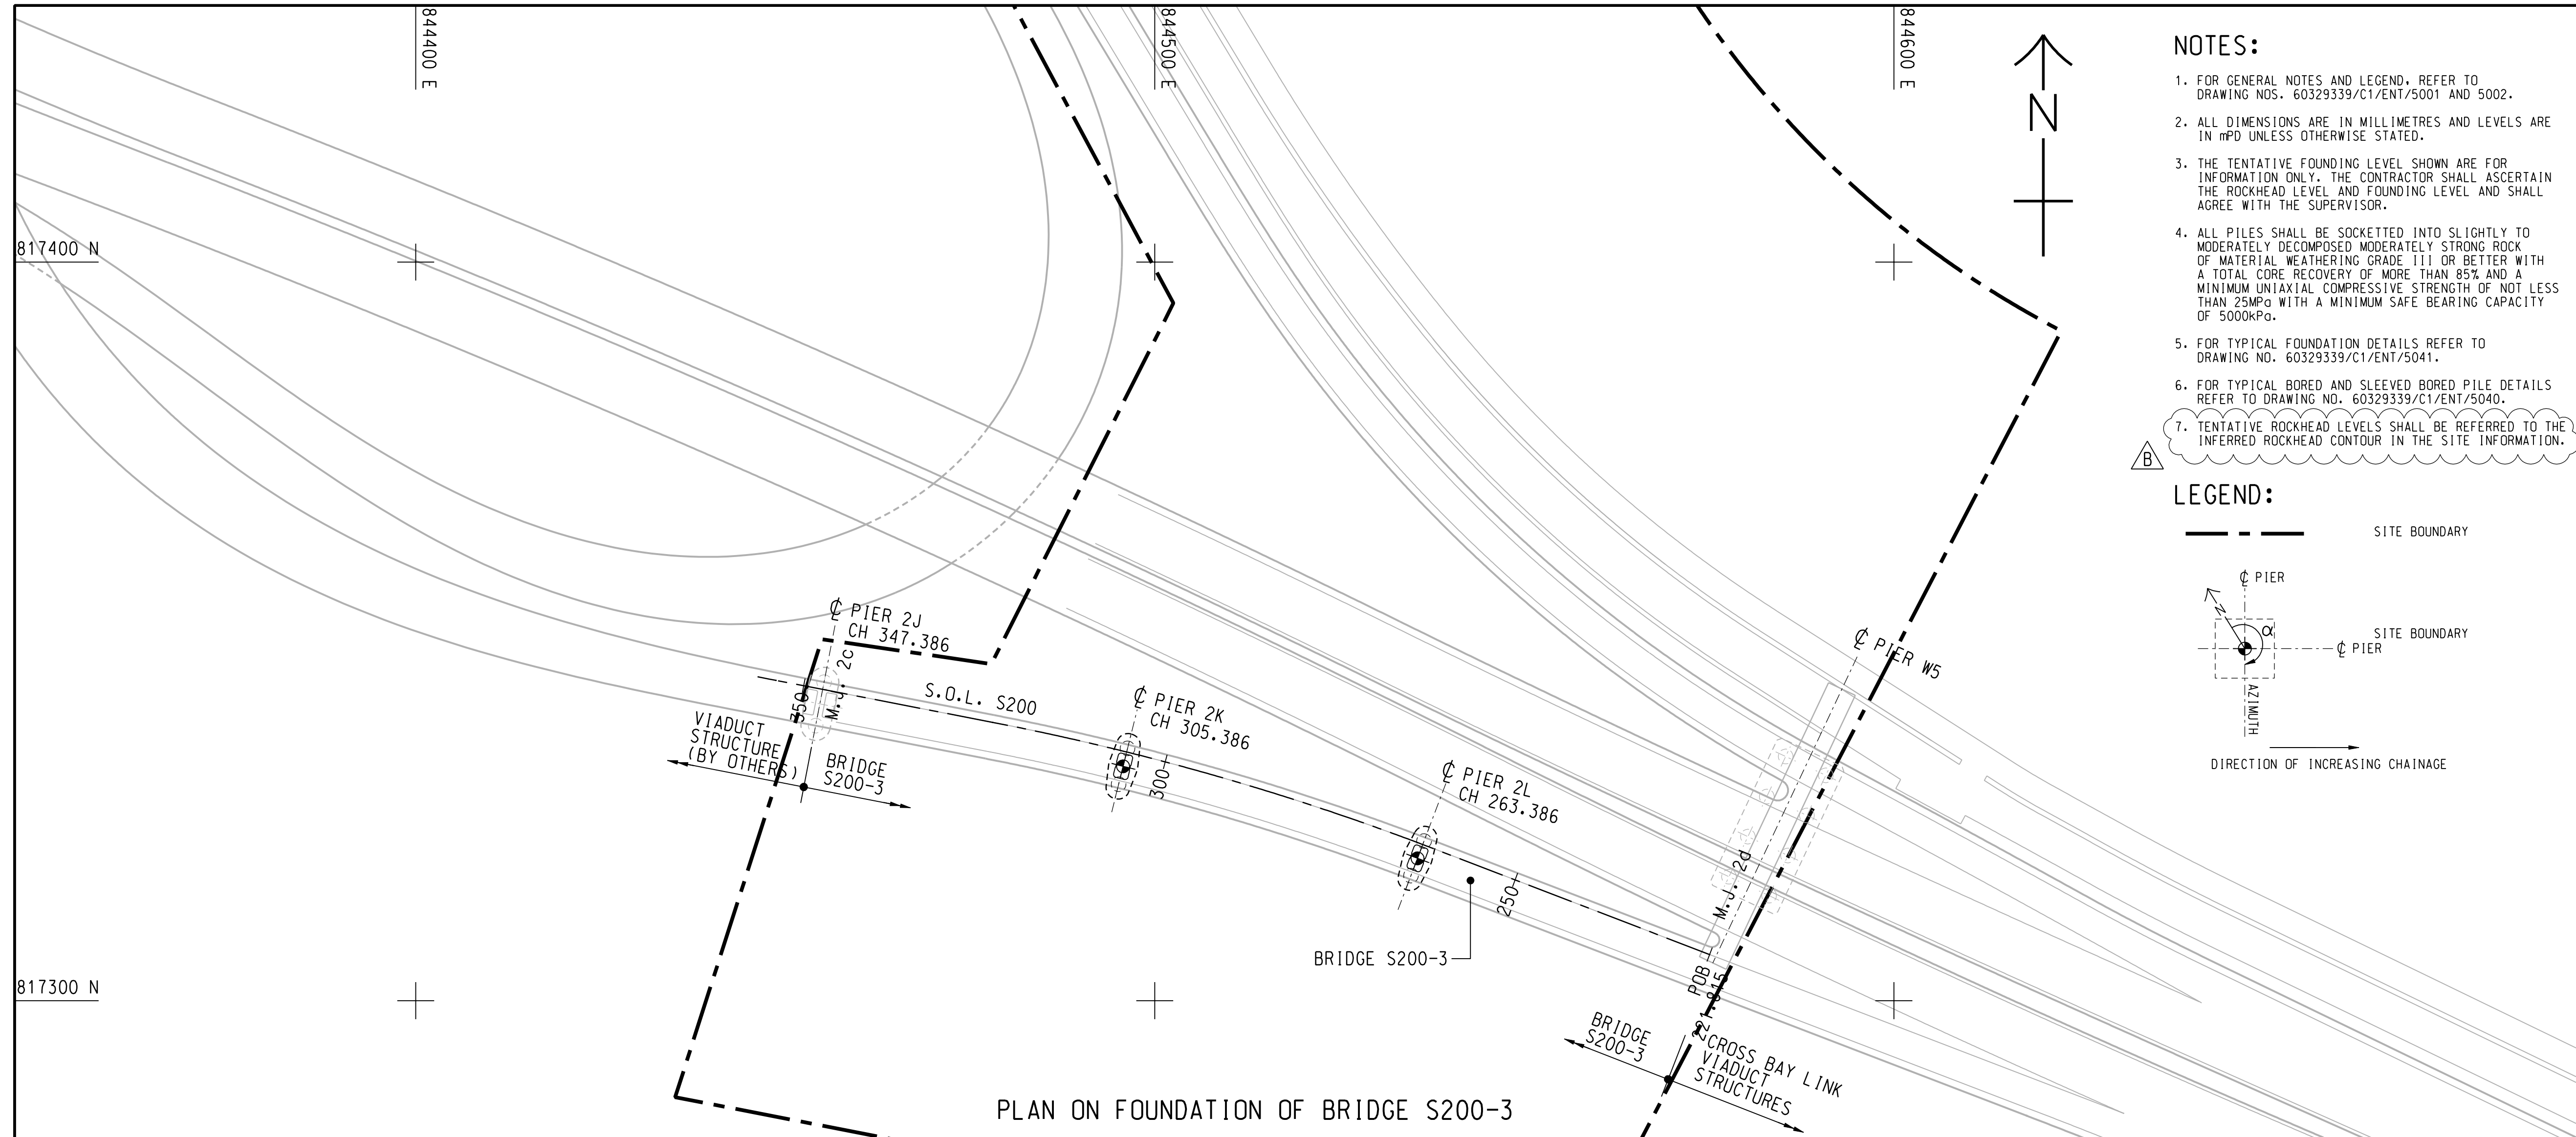 844400 E
844500 E
844600 E
N
817400 N
817300 N
℄ PIER 2J
CH 347.386
M.J. 2c
350
S.O.L. S200
VIADUCT
STRUCTURE
(BY OTHERS)
BRIDGE
S200-3
℄ PIER 2K
CH 305.386
300
℄ PIER 2L
CH 263.386
250
BRIDGE S200-3
℄ PIER W5
M.J. 2d
POB
221.815
BRIDGE
S200-3
CROSS BAY LINK
VIADUCT
STRUCTURES
PLAN ON FOUNDATION OF BRIDGE S200-3
NOTES:
1. FOR GENERAL NOTES AND LEGEND, REFER TO
DRAWING NOS. 60329339/C1/ENT/5001 AND 5002.
2. ALL DIMENSIONS ARE IN MILLIMETRES AND LEVELS ARE
IN mPD UNLESS OTHERWISE STATED.
3. THE TENTATIVE FOUNDING LEVEL SHOWN ARE FOR
INFORMATION ONLY. THE CONTRACTOR SHALL ASCERTAIN
THE ROCKHEAD LEVEL AND FOUNDING LEVEL AND SHALL
AGREE WITH THE SUPERVISOR.
4. ALL PILES SHALL BE SOCKETTED INTO SLIGHTLY TO
MODERATELY DECOMPOSED MODERATELY STRONG ROCK
OF MATERIAL WEATHERING GRADE III OR BETTER WITH
A TOTAL CORE RECOVERY OF MORE THAN 85% AND A
MINIMUM UNIAXIAL COMPRESSIVE STRENGTH OF NOT LESS
THAN 25MPa WITH A MINIMUM SAFE BEARING CAPACITY
OF 5000kPa.
5. FOR TYPICAL FOUNDATION DETAILS REFER TO
DRAWING NO. 60329339/C1/ENT/5041.
6. FOR TYPICAL BORED AND SLEEVED BORED PILE DETAILS
REFER TO DRAWING NO. 60329339/C1/ENT/5040.
7. TENTATIVE ROCKHEAD LEVELS SHALL BE REFERRED TO THE
INFERRED ROCKHEAD CONTOUR IN THE SITE INFORMATION.
B
LEGEND:
SITE BOUNDARY
℄ PIER
N
α
SITE BOUNDARY
℄ PIER
AZIMUTH
DIRECTION OF INCREASING CHAINAGE